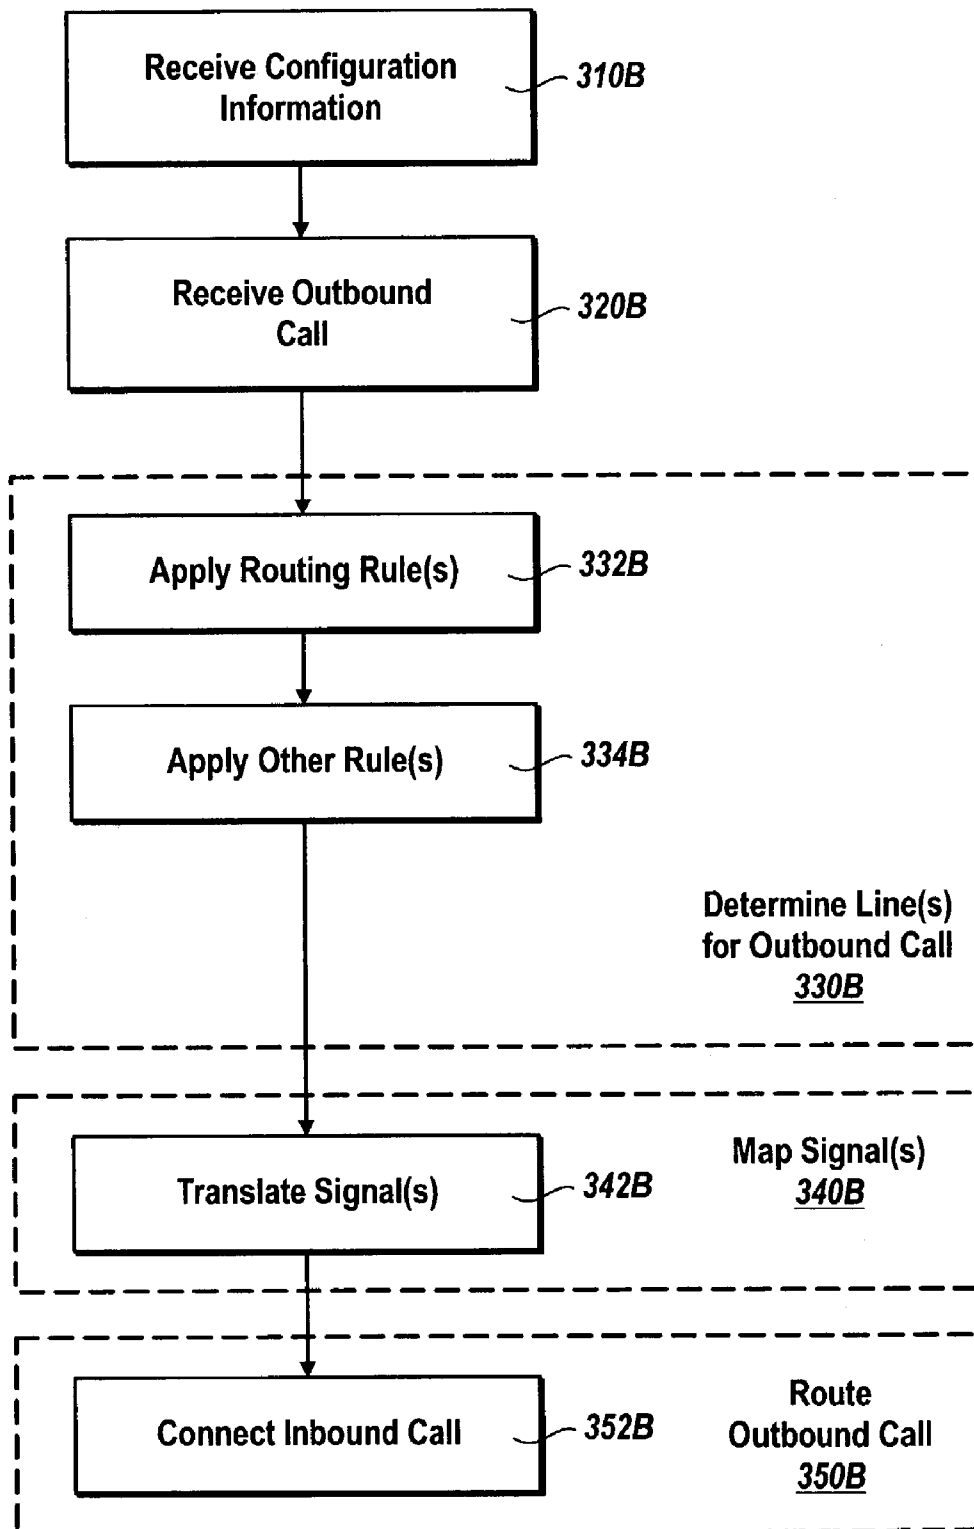 Receive Configuration
Information
310B
Receive Outbound
Call
320B
Apply Routing Rule(s)
332B
Apply Other Rule(s)
334B
Determine Line(s)
for Outbound Call
330B
Translate Signal(s)
342B
Map Signal(s)
340B
Connect Inbound Call
352B
Route
Outbound Call
350B